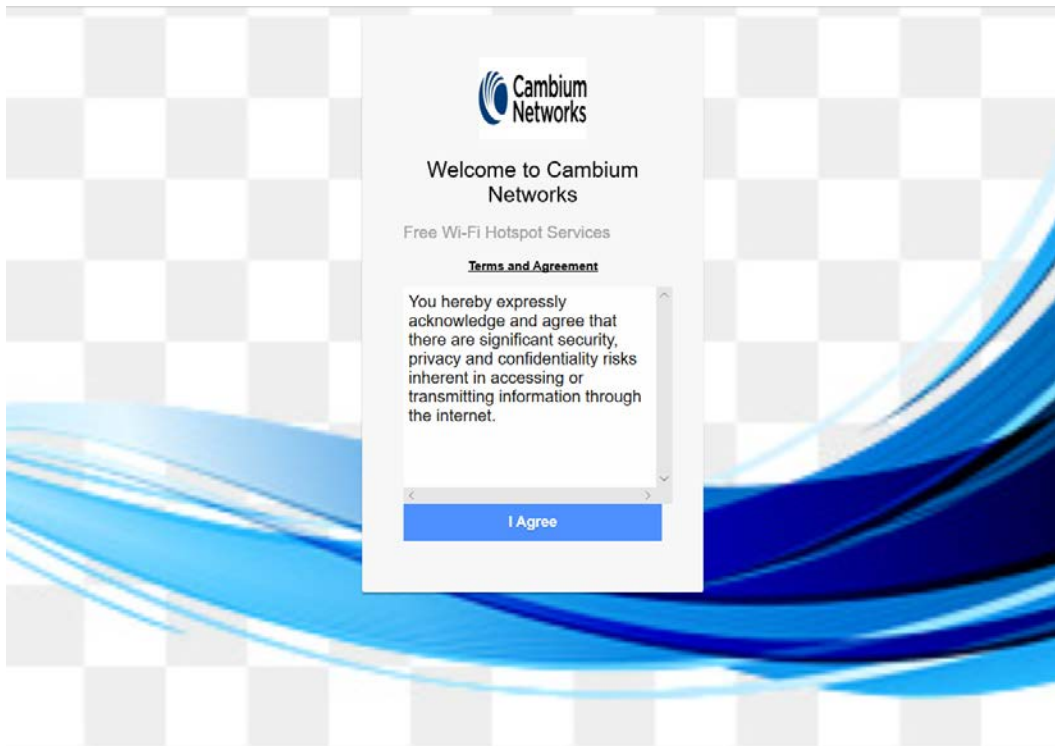 Cambium
Networks
Welcome to Cambium
Networks
Free Wi-Fi Hotspot Services
Terms and Agreement
You hereby expressly
acknowledge and agree that
there are significant security,
privacy and confidentiality risks
inherent in accessing or
transmitting information through
the internet.
I Agree